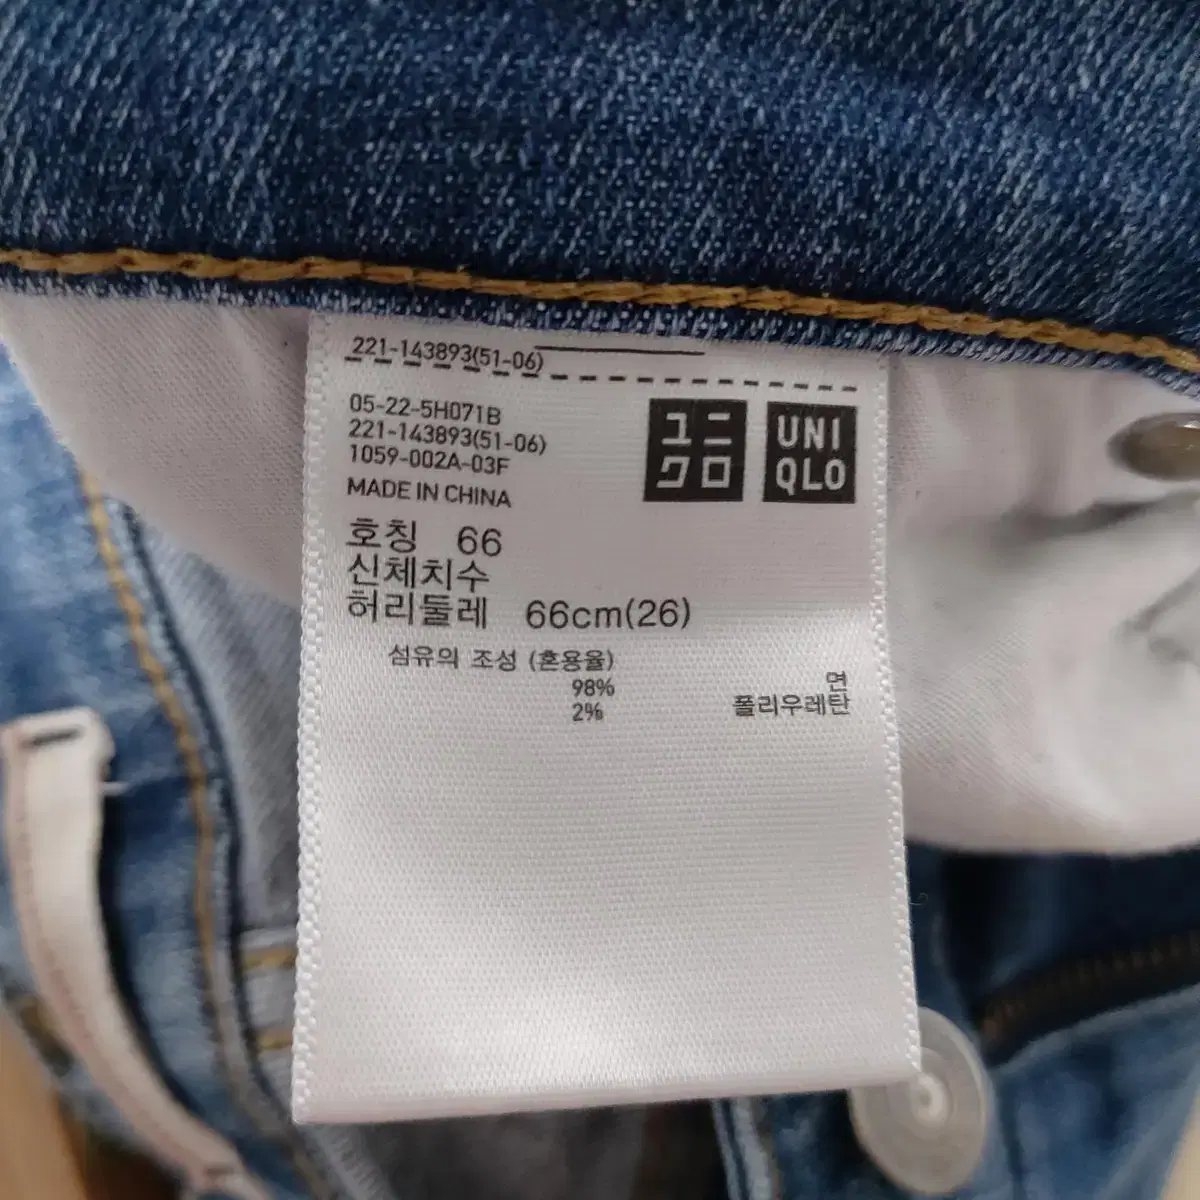 221-143893(51-06)
05-22-5H071B
221-143893(51-06)
1059-002A-03F
MADE IN CHINA
ユニ
クロ
UNI
QLO
호칭 66
신체치수
허리둘레 66cm(26)
섬유의 조성 (혼용율)
98% 면
2% 폴리우레탄